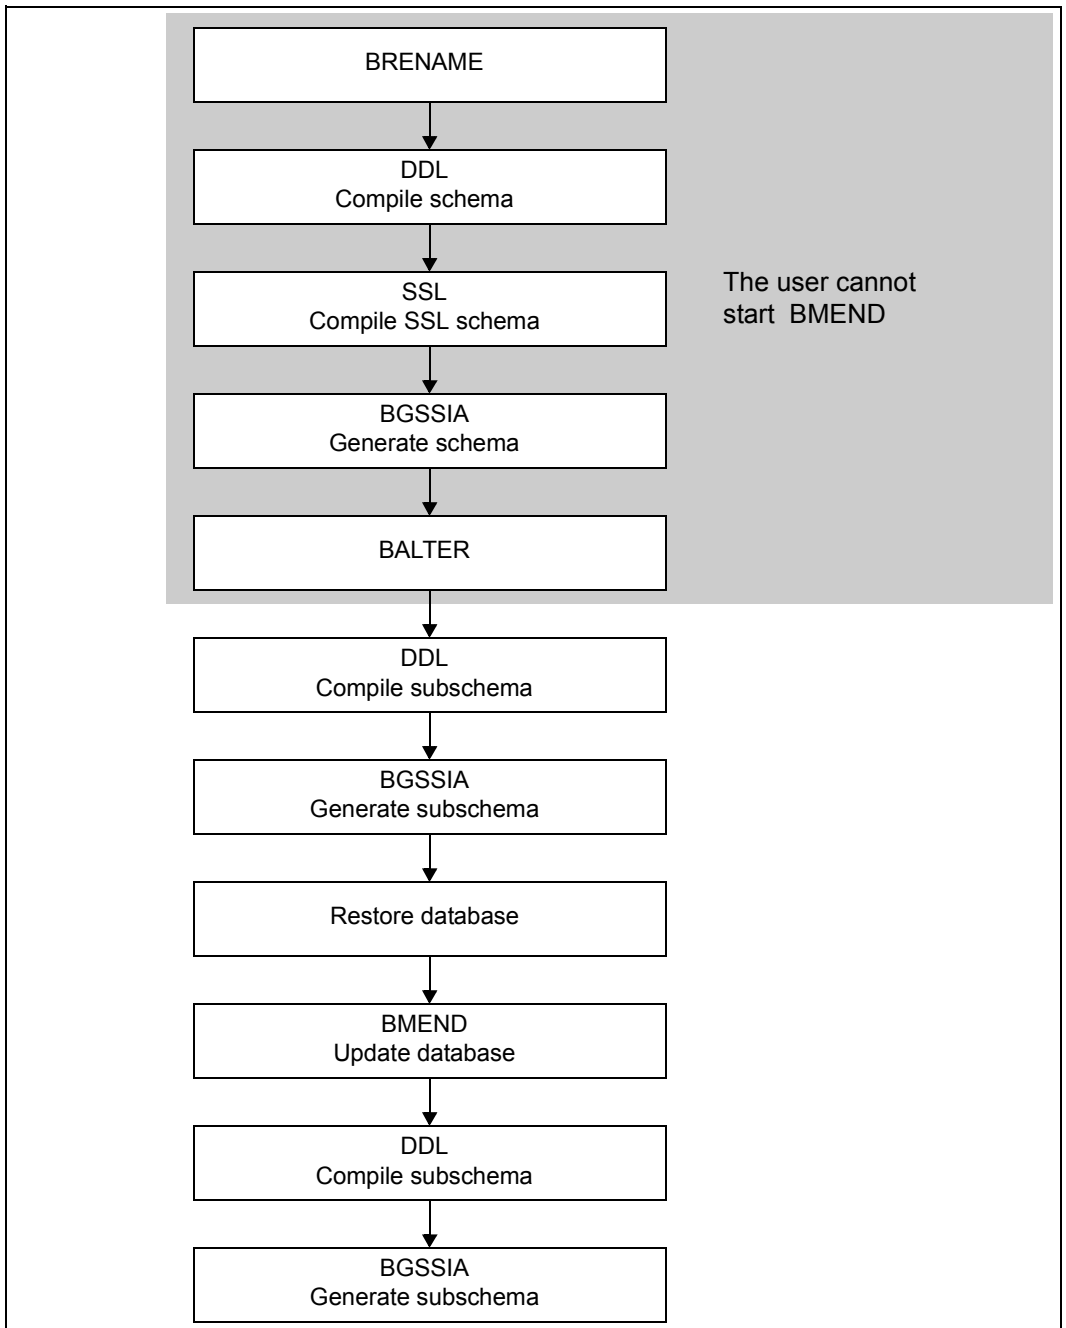 BRENAME
DDL
Compile schema
SSL
Compile SSL schema
The user cannot
start BMEND
BGSSIA
Generate schema
BALTER
DDL
Compile subschema
BGSSIA
Generate subschema
Restore database
BMEND
Update database
DDL
Compile subschema
BGSSIA
Generate subschema